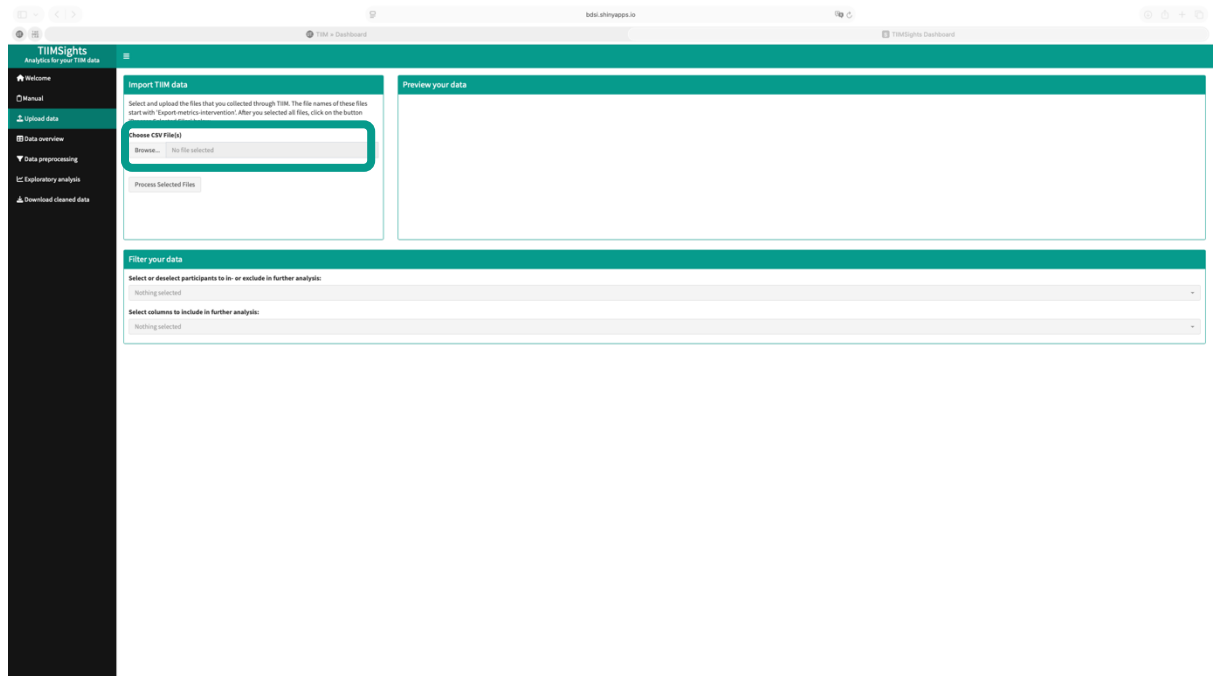 bdsi.shinyapps.io
TIIM » Dashboard
TIIMSights Dashboard
TIIMSights
Analytics for your TIIM data
Welcome
Manual
Upload data
Data overview
Data preprocessing
Exploratory analysis
Download cleaned data
Import TIIM data
Select and upload the files that you collected through TIIM. The file names of these files
start with 'Export-metrics-intervention'. After you selected all files, click on the button
Choose CSV File(s)
Browse... No file selected
Process Selected Files
Preview your data
Filter your data
Select or deselect participants to in- or exclude in further analysis:
Nothing selected
Select columns to include in further analysis:
Nothing selected